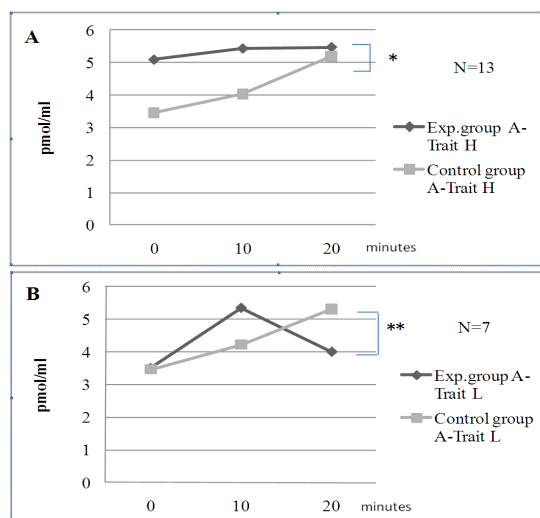 A
pmol/ml
6
5
4
3
2
1
0
0 10 20 minutes
*
N=13
Exp.group A-
Trait H
Control group
A-Trait H
B
pmol/ml
6
5
4
3
2
1
0
0 10 20 minutes
**
N=7
Exp.group A-
Trait L
Control group
A-Trait L